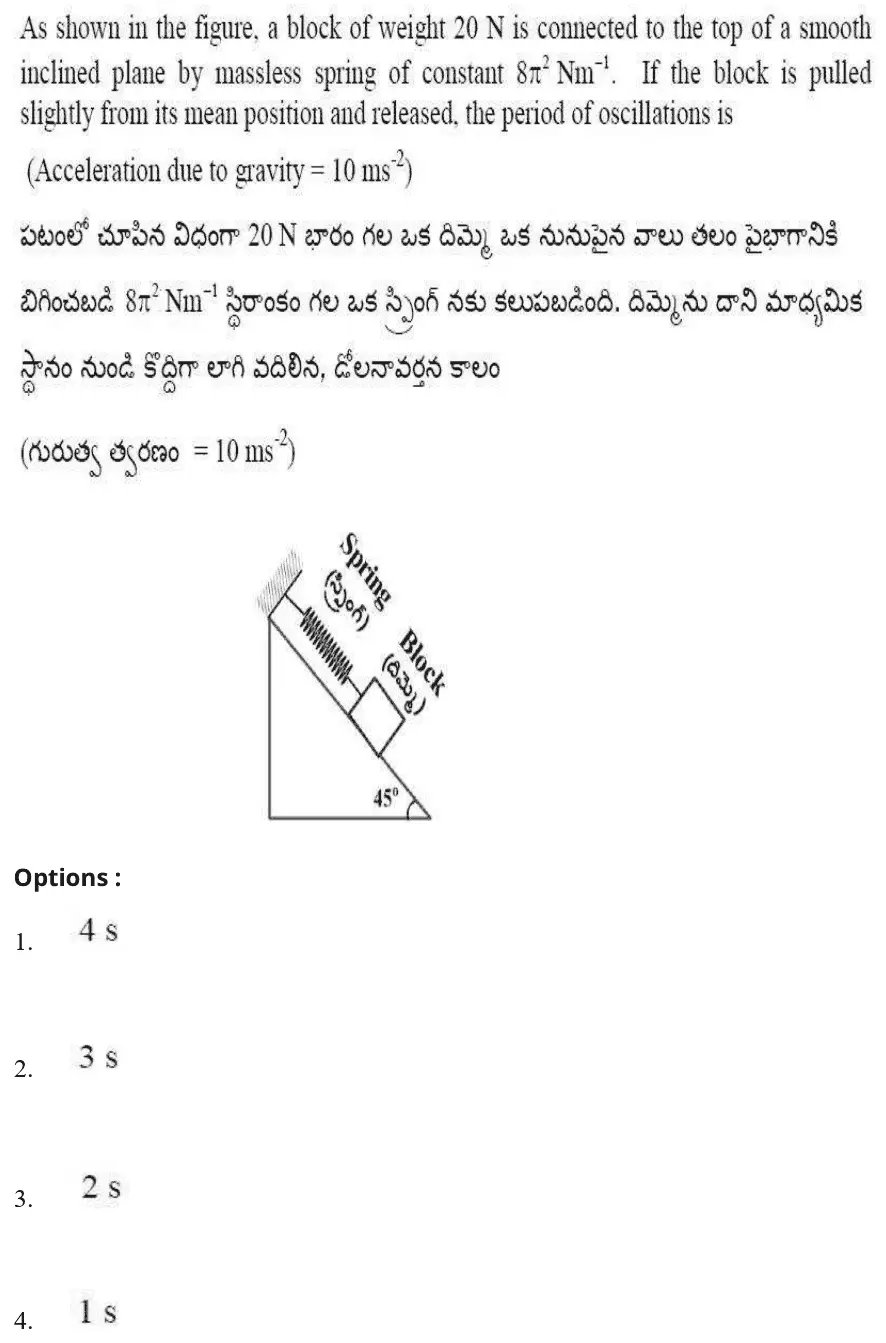 As shown in the figure, a block of weight 20 N is connected to the top of a smooth
inclined plane by massless spring of constant 8π² Nm⁻¹. If the block is pulled
slightly from its mean position and released, the period of oscillations is
(Acceleration due to gravity = 10 ms⁻²)
పటంలో చూపిన విధంగా 20 N భారం గల ఒక దిమ్మె ఒక నునుపైన వాలు తలం పైభాగానికి
బిగించబడి 8π² Nm⁻¹ స్థిరాంకం గల ఒక స్ప్రింగ్ నకు కలుపబడింది. దిమ్మెను దాని మాధ్యమిక
స్థానం నుండి కొద్దిగా లాగి వదిలిన, డోలనావర్తన కాలం
(గురుత్వ త్వరణం = 10 ms⁻²)
Spring
(స్ప్రింగ్)
Block
(దిమ్మె)
45⁰
Options :
1. 4 s
2. 3 s
3. 2 s
4. 1 s